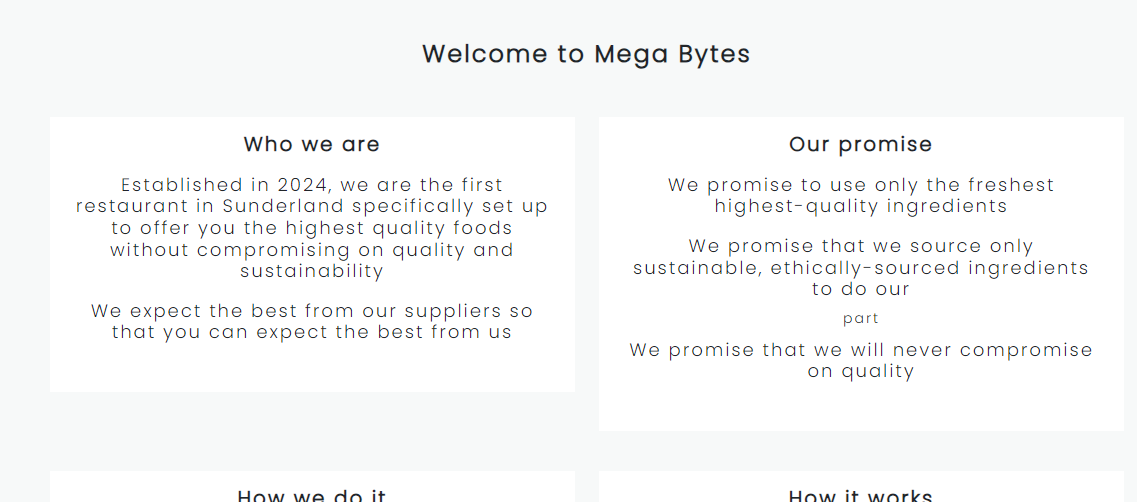 Welcome to Mega Bytes
Who we are
Established in 2024, we are the first
restaurant in Sunderland specifically set up
to offer you the highest quality foods
without compromising on quality and
sustainability
We expect the best from our suppliers so
that you can expect the best from us
Our promise
We promise to use only the freshest
highest-quality ingredients
We promise that we source only
sustainable, ethically-sourced ingredients
to do our
part
We promise that we will never compromise
on quality
How we do it
How it works